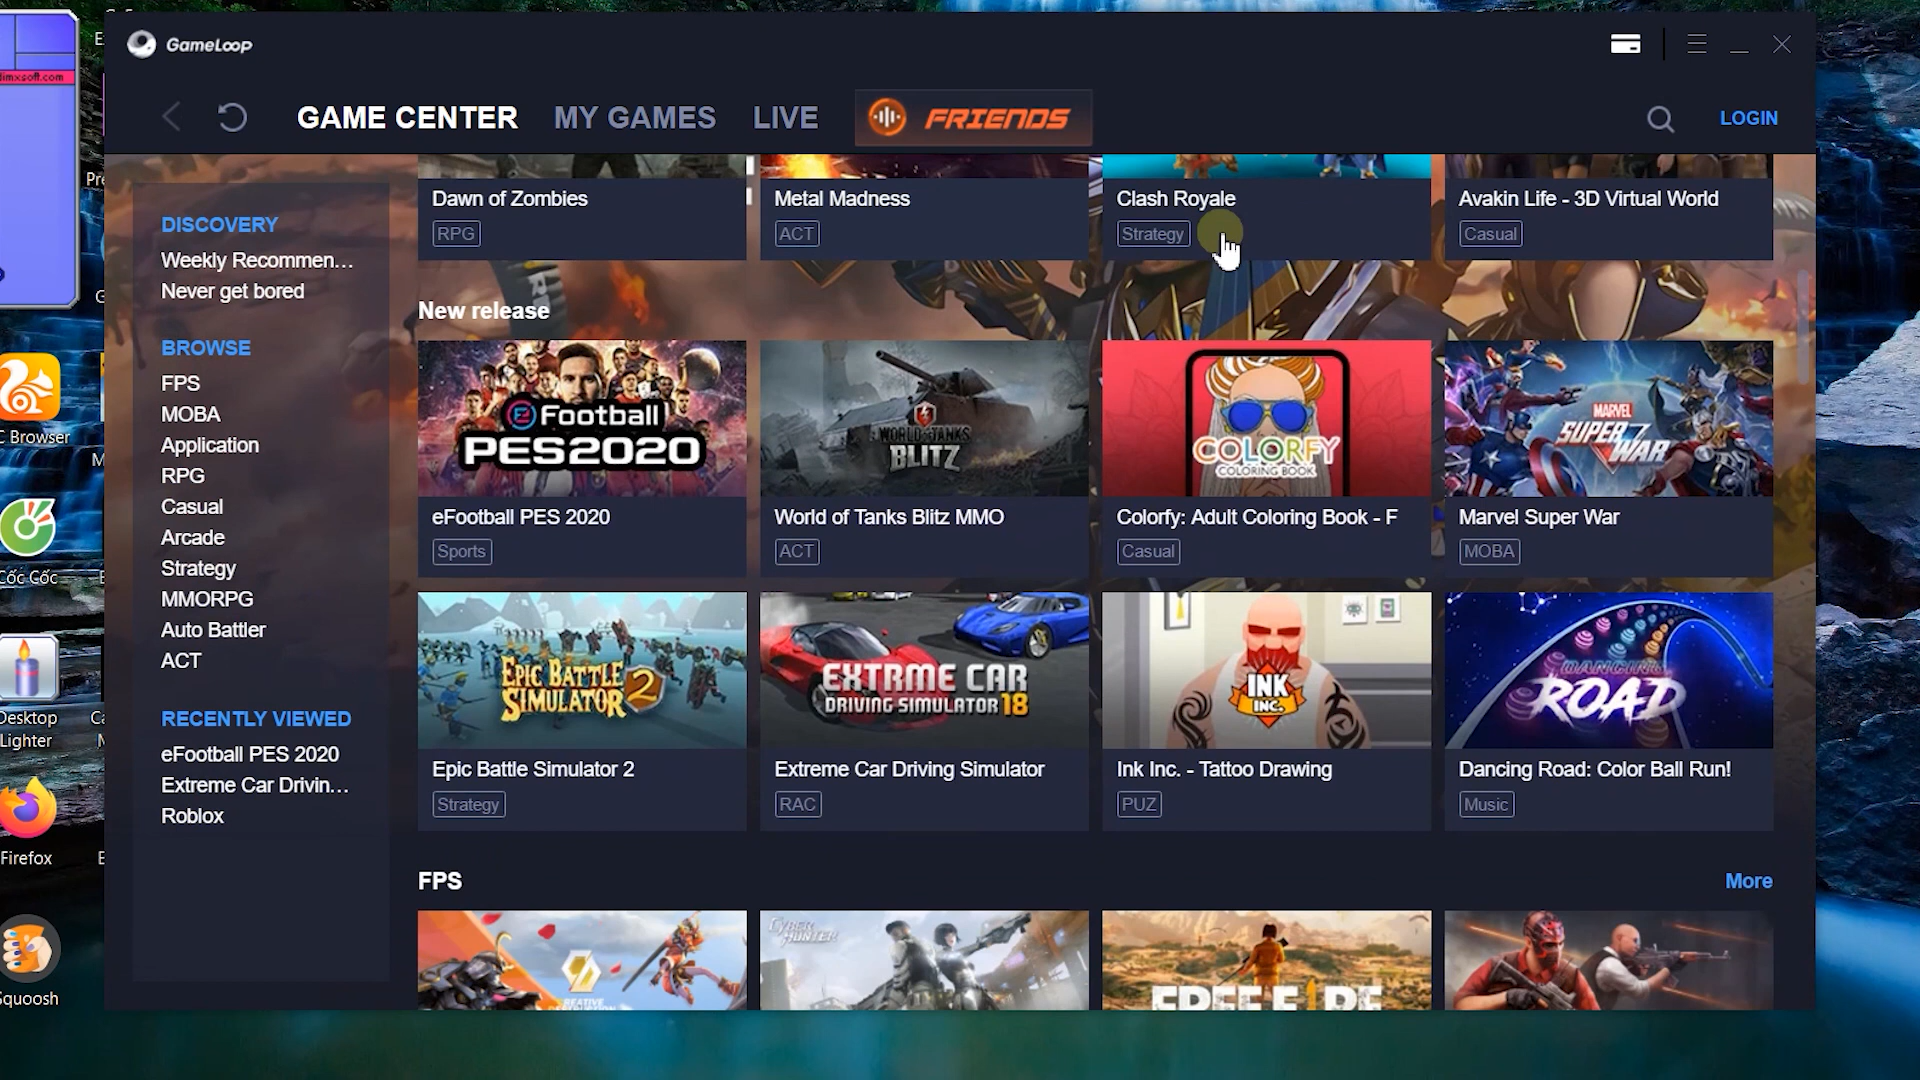 GameLoop
GAME CENTER MY GAMES LIVE FRIENDS LOGIN
Dawn of Zombies
RPG
Metal Madness
ACT
Clash Royale
Strategy
Avakin Life - 3D Virtual World
Casual
DISCOVERY
Weekly Recommen...
Never get bored
BROWSE
FPS
MOBA
Application
RPG
Casual
Arcade
Strategy
MMORPG
Auto Battler
ACT
RECENTLY VIEWED
eFootball PES 2020
Extreme Car Drivin...
Roblox
New release
Football
PES2020
eFootball PES 2020
Sports
WORLD OF TANKS
BLITZ
World of Tanks Blitz MMO
ACT
COLORFY
COLORING BOOK
Colorfy: Adult Coloring Book - F
Casual
MARVEL
SUPER WAR
Marvel Super War
MOBA
EPIC BATTLE
SIMULATOR 2
Epic Battle Simulator 2
Strategy
EXTRME CAR
DRIVING SIMULATOR 18
Extreme Car Driving Simulator
RAC
INK
INC.
Ink Inc. - Tattoo Drawing
PUZ
DANCING
ROAD
Dancing Road: Color Ball Run!
Music
FPS
More
CYBER
HUNTER
FREE FIRE
C Browser
Cốc Cốc
Desktop
Lighter
Firefox
Squoosh